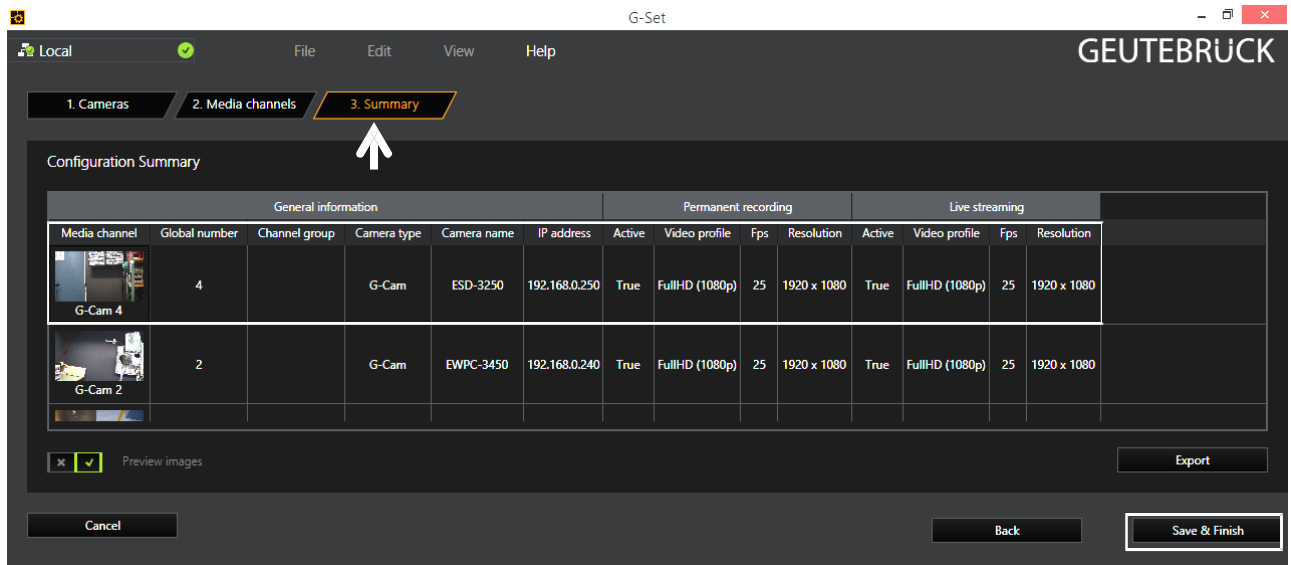 G-Set
Local File Edit View Help GEUTEBRÜCK
1. Cameras 2. Media channels 3. Summary
Configuration Summary
General information Permanent recording Live streaming
Media channel Global number Channel group Camera type Camera name IP address Active Video profile Fps Resolution Active Video profile Fps Resolution
4 G-Cam ESD-3250 192.168.0.250 True FullHD (1080p) 25 1920 x 1080 True FullHD (1080p) 25 1920 x 1080
G-Cam 4
2 G-Cam EWPC-3450 192.168.0.240 True FullHD (1080p) 25 1920 x 1080 True FullHD (1080p) 25 1920 x 1080
G-Cam 2
Preview images Export
Cancel Back Save & Finish